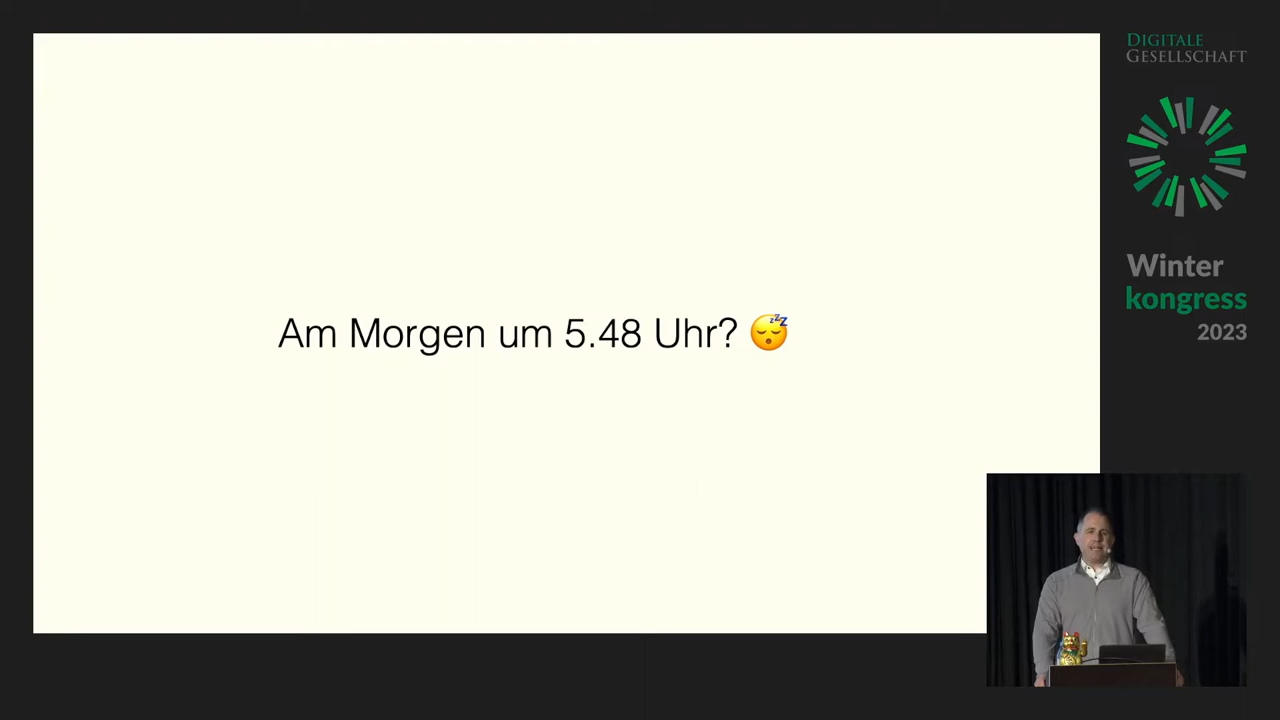 Am Morgen um 5.48 Uhr? 😴
DIGITALE
GESELLSCHAFT
Winter
kongress
2023